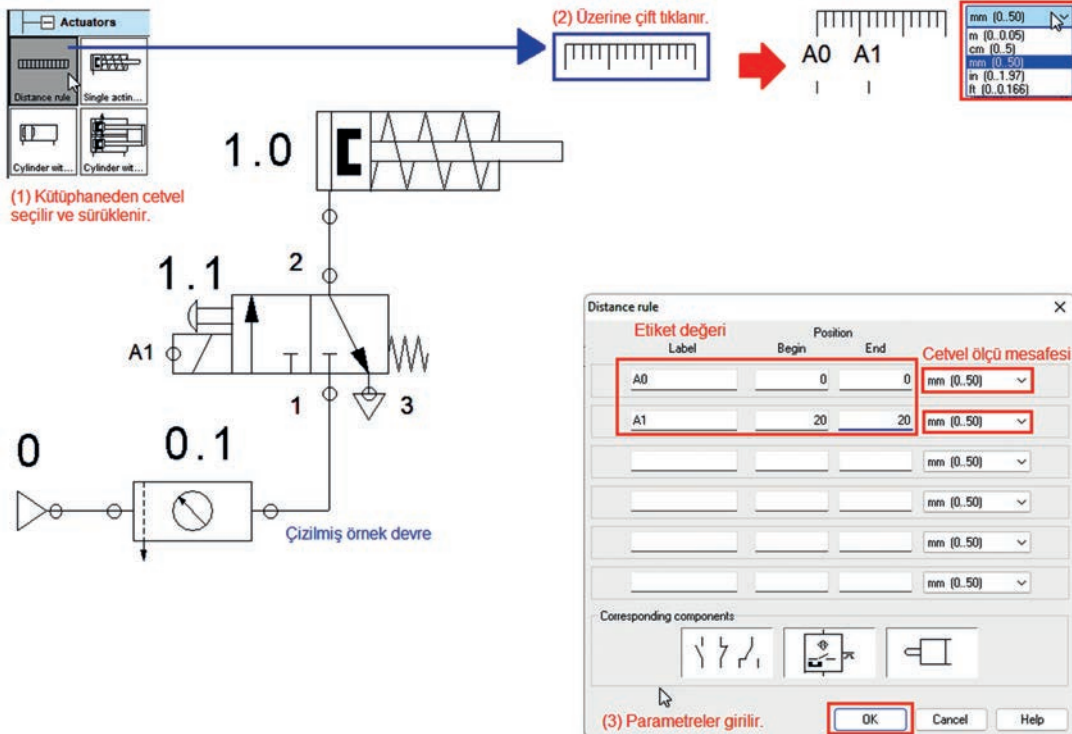 Actuators
Distance rule
Single actin...
Cylinder wit...
Cylinder wit...
(1) Kütüphaneden cetvel
seçilir ve sürüklenir.
(2) Üzerine çift tıklanır.
A0 A1
mm (0..50)
m (0..0.05)
cm (0..5)
mm (0..50)
in (0..1.97)
ft (0..0.166)
1.0
2
1.1
A1
1
3
0
0.1
Çizilmiş örnek devre
Distance rule
Etiket değeri
Position
Label
Begin
End
Cetvel ölçü mesafesi
A0 0 0 mm (0..50)
A1 20 20 mm (0..50)
mm (0..50)
mm (0..50)
mm (0..50)
mm (0..50)
Corresponding components
(3) Parametreler girilir.
OK
Cancel
Help